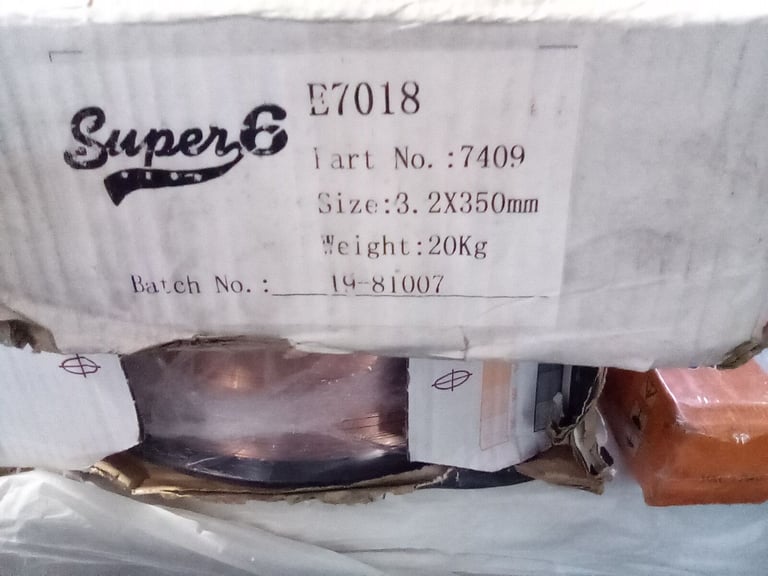 Super6
E7018
Part No.:7409
Size:3.2X350mm
Weight:20Kg
Batch No.: 19-81007